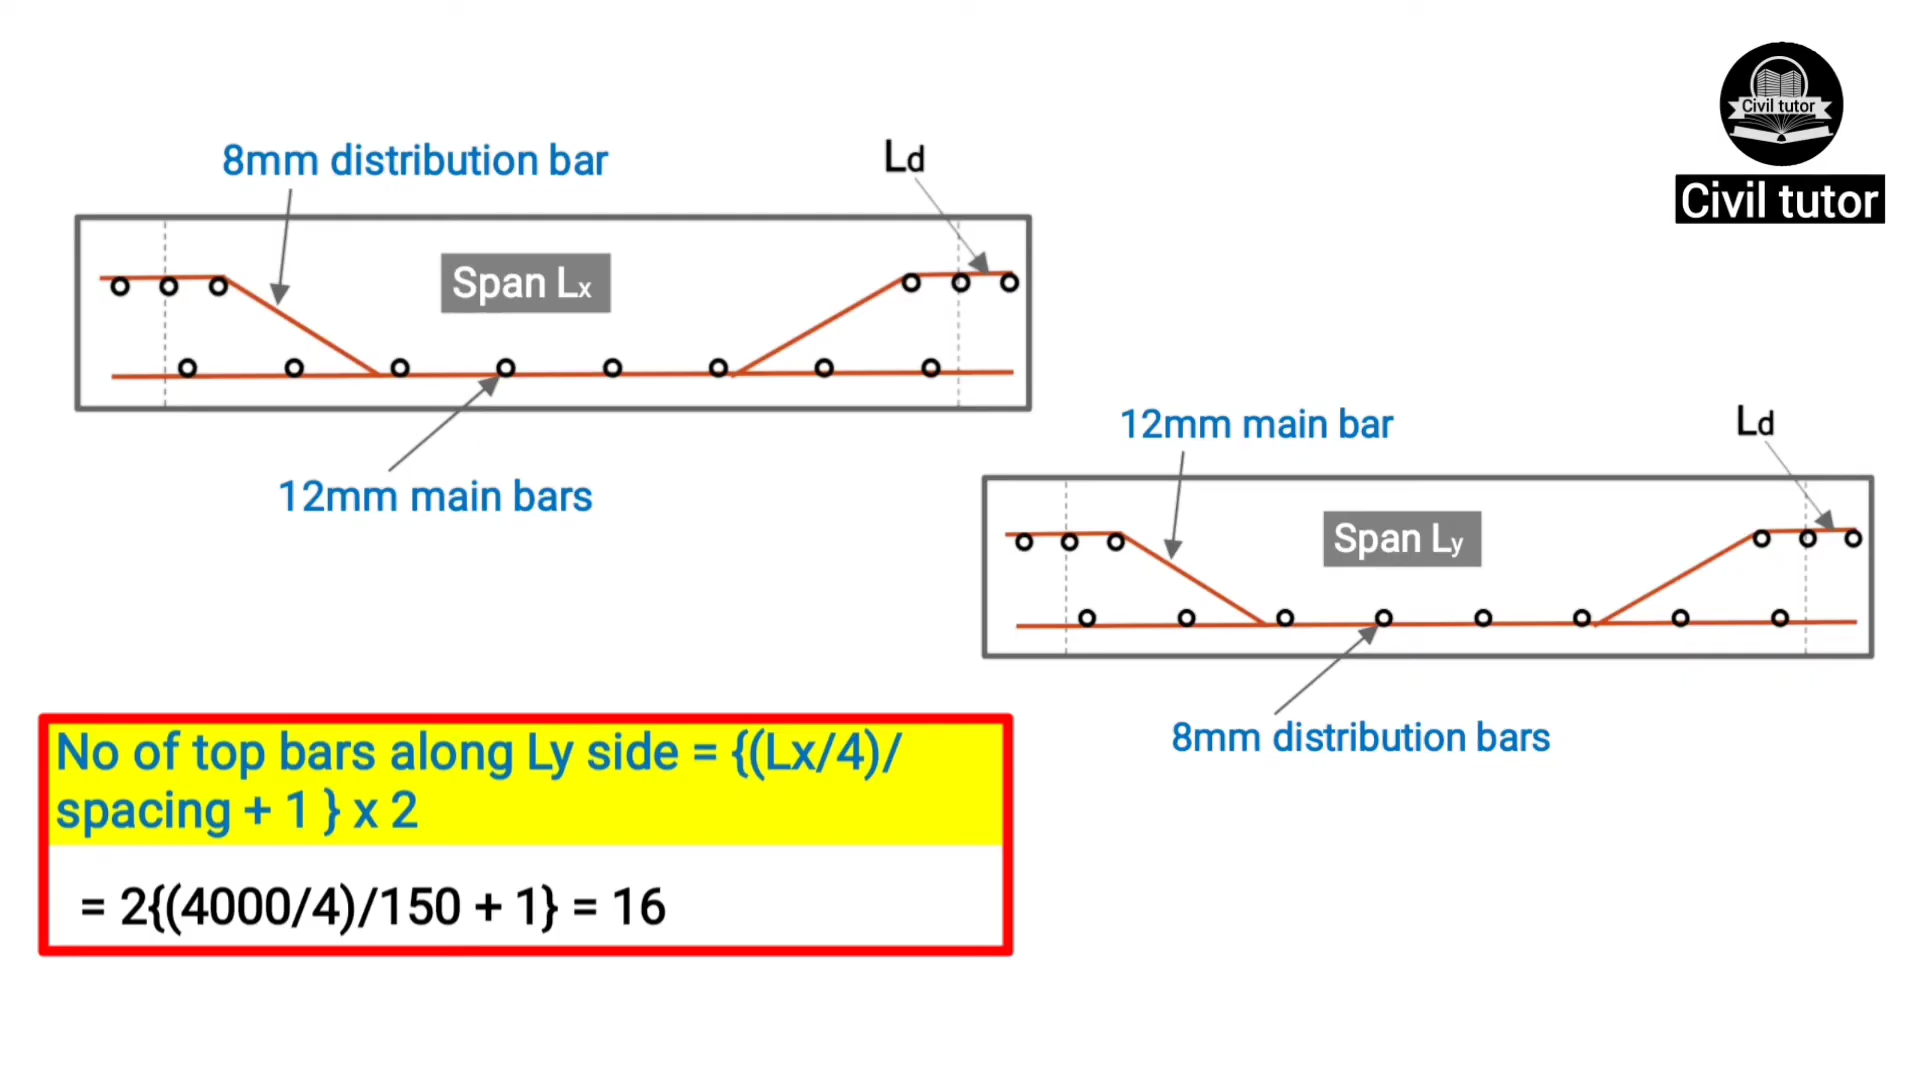 Civil tutor
Civil tutor
8mm distribution bar
Ld
Span Lx
12mm main bars
12mm main bar
Ld
Span Ly
8mm distribution bars
No of top bars along Ly side = {(Lx/4)/
spacing + 1 } x 2
= 2{(4000/4)/150 + 1} = 16